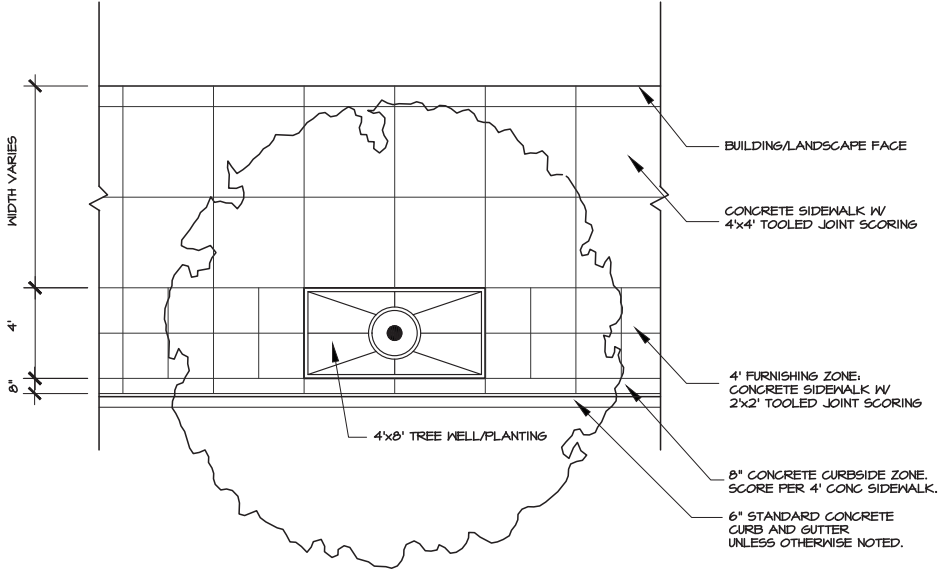 WIDTH VARIES
4'
8"
BUILDING/LANDSCAPE FACE
CONCRETE SIDEWALK W/
4'x4' TOOLED JOINT SCORING
4' FURNISHING ZONE:
CONCRETE SIDEWALK W/
2'x2' TOOLED JOINT SCORING
4'x8' TREE WELL/PLANTING
8" CONCRETE CURBSIDE ZONE.
SCORE PER 4' CONC SIDEWALK.
6" STANDARD CONCRETE
CURB AND GUTTER
UNLESS OTHERWISE NOTED.